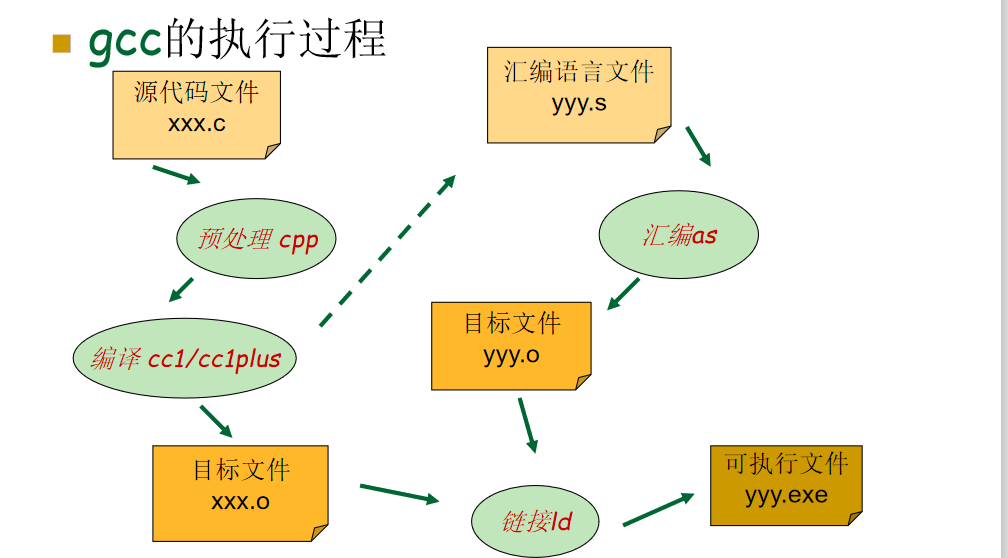 gcc的执行过程
源代码文件
xxx.c
汇编语言文件
yyy.s
预处理 cpp
汇编as
编译 cc1/cc1plus
目标文件
yyy.o
目标文件
xxx.o
链接ld
可执行文件
yyy.exe